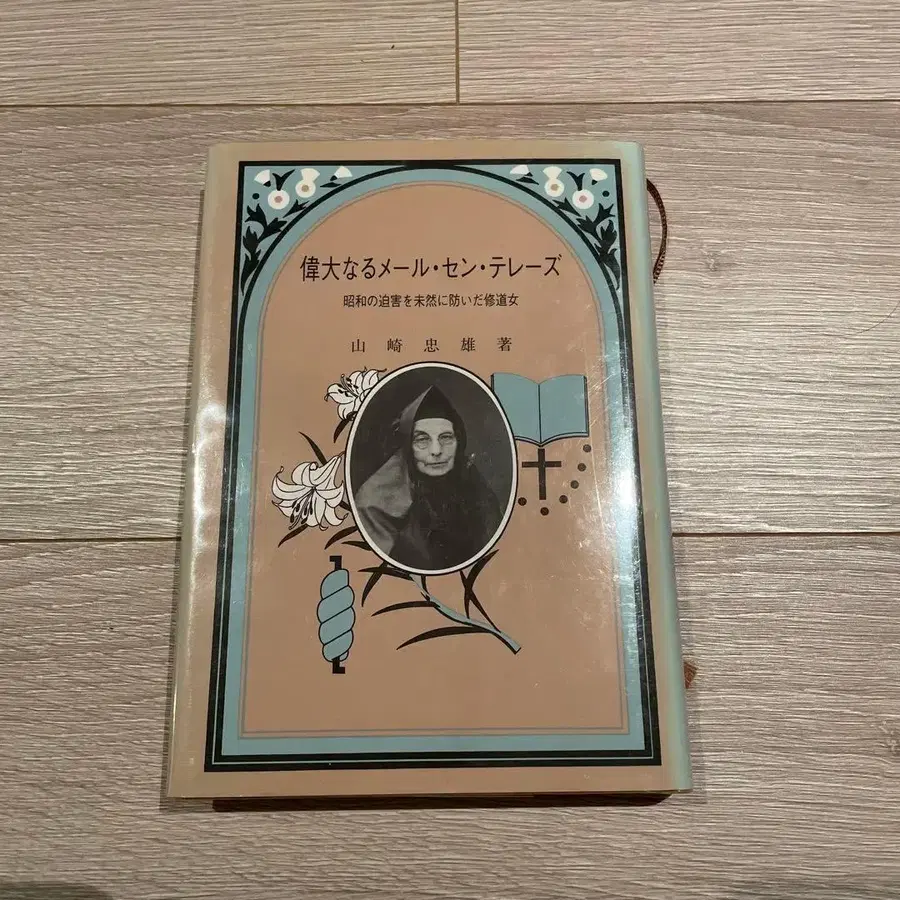 偉大なるメール・セン・テレーズ
昭和の迫害を未然に防いだ修道女
山崎忠雄著